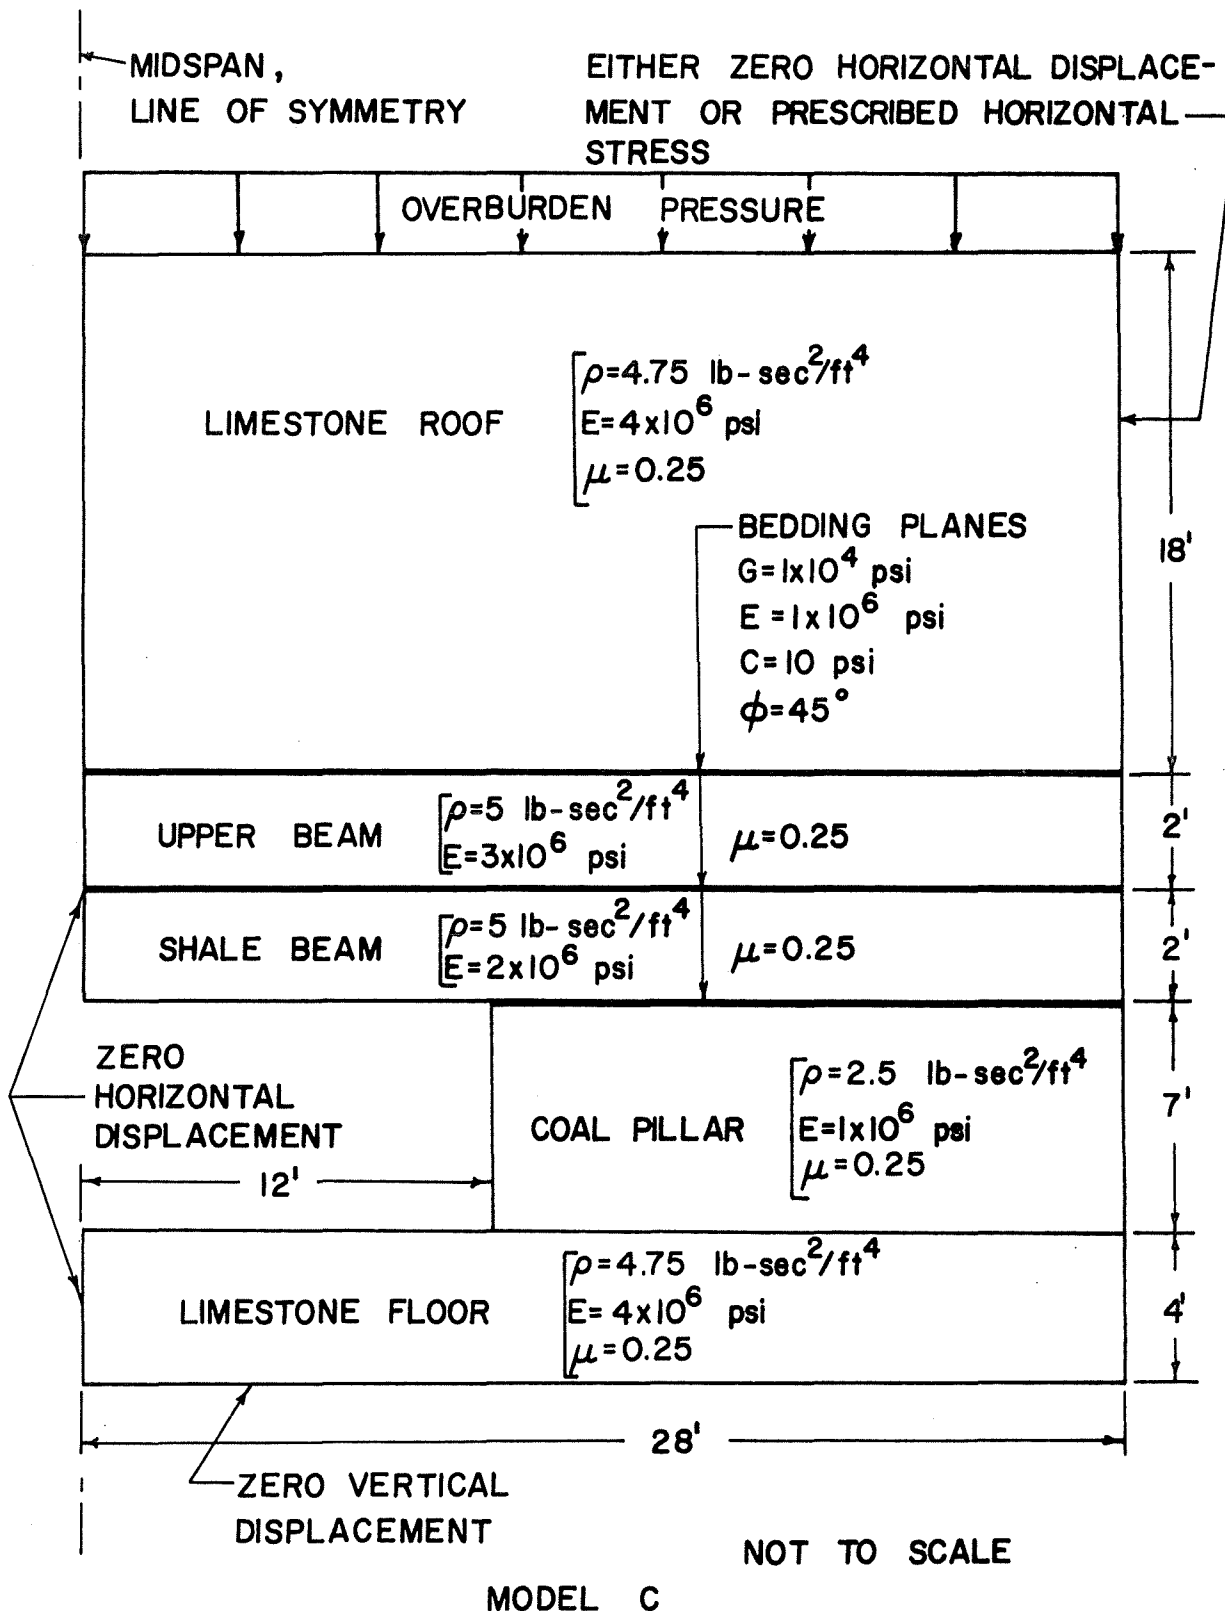 MIDSPAN,
LINE OF SYMMETRY
EITHER ZERO HORIZONTAL DISPLACE-
MENT OR PRESCRIBED HORIZONTAL
STRESS
OVERBURDEN PRESSURE
LIMESTONE ROOF
ρ=4.75 lb-sec²/ft⁴
E=4x10⁶ psi
μ=0.25
BEDDING PLANES
G=1x10⁴ psi
E=1x10⁶ psi
C=10 psi
ϕ=45°
18'
UPPER BEAM
ρ=5 lb-sec²/ft⁴
E=3x10⁶ psi
μ=0.25
2'
SHALE BEAM
ρ=5 lb-sec²/ft⁴
E=2x10⁶ psi
μ=0.25
2'
ZERO
HORIZONTAL
DISPLACEMENT
12'
COAL PILLAR
ρ=2.5 lb-sec²/ft⁴
E=1x10⁶ psi
μ=0.25
7'
LIMESTONE FLOOR
ρ=4.75 lb-sec²/ft⁴
E=4x10⁶ psi
μ=0.25
4'
28'
ZERO VERTICAL
DISPLACEMENT
NOT TO SCALE
MODEL C